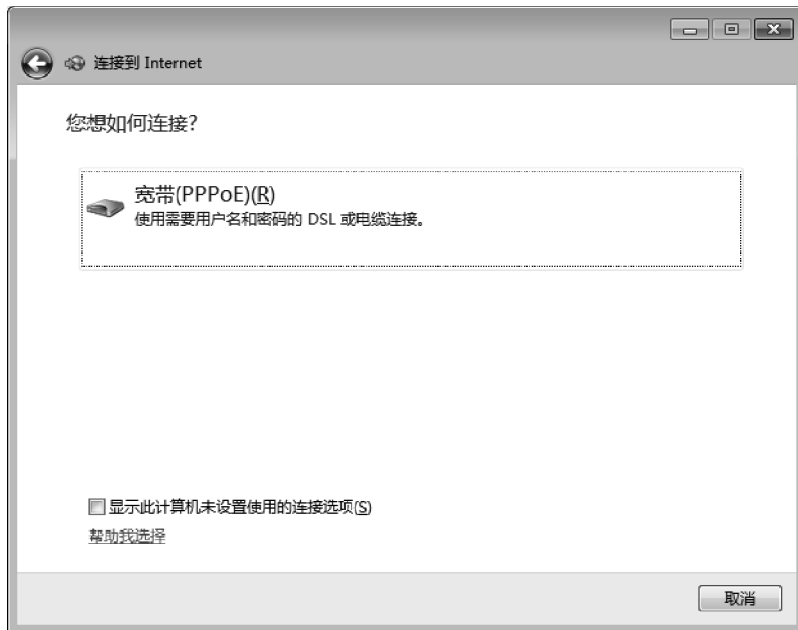 连接到 Internet
您想如何连接?
宽带(PPPoE)(R)
使用需要用户名和密码的 DSL 或电缆连接。
显示此计算机未设置使用的连接选项(S)
帮助我选择
取消